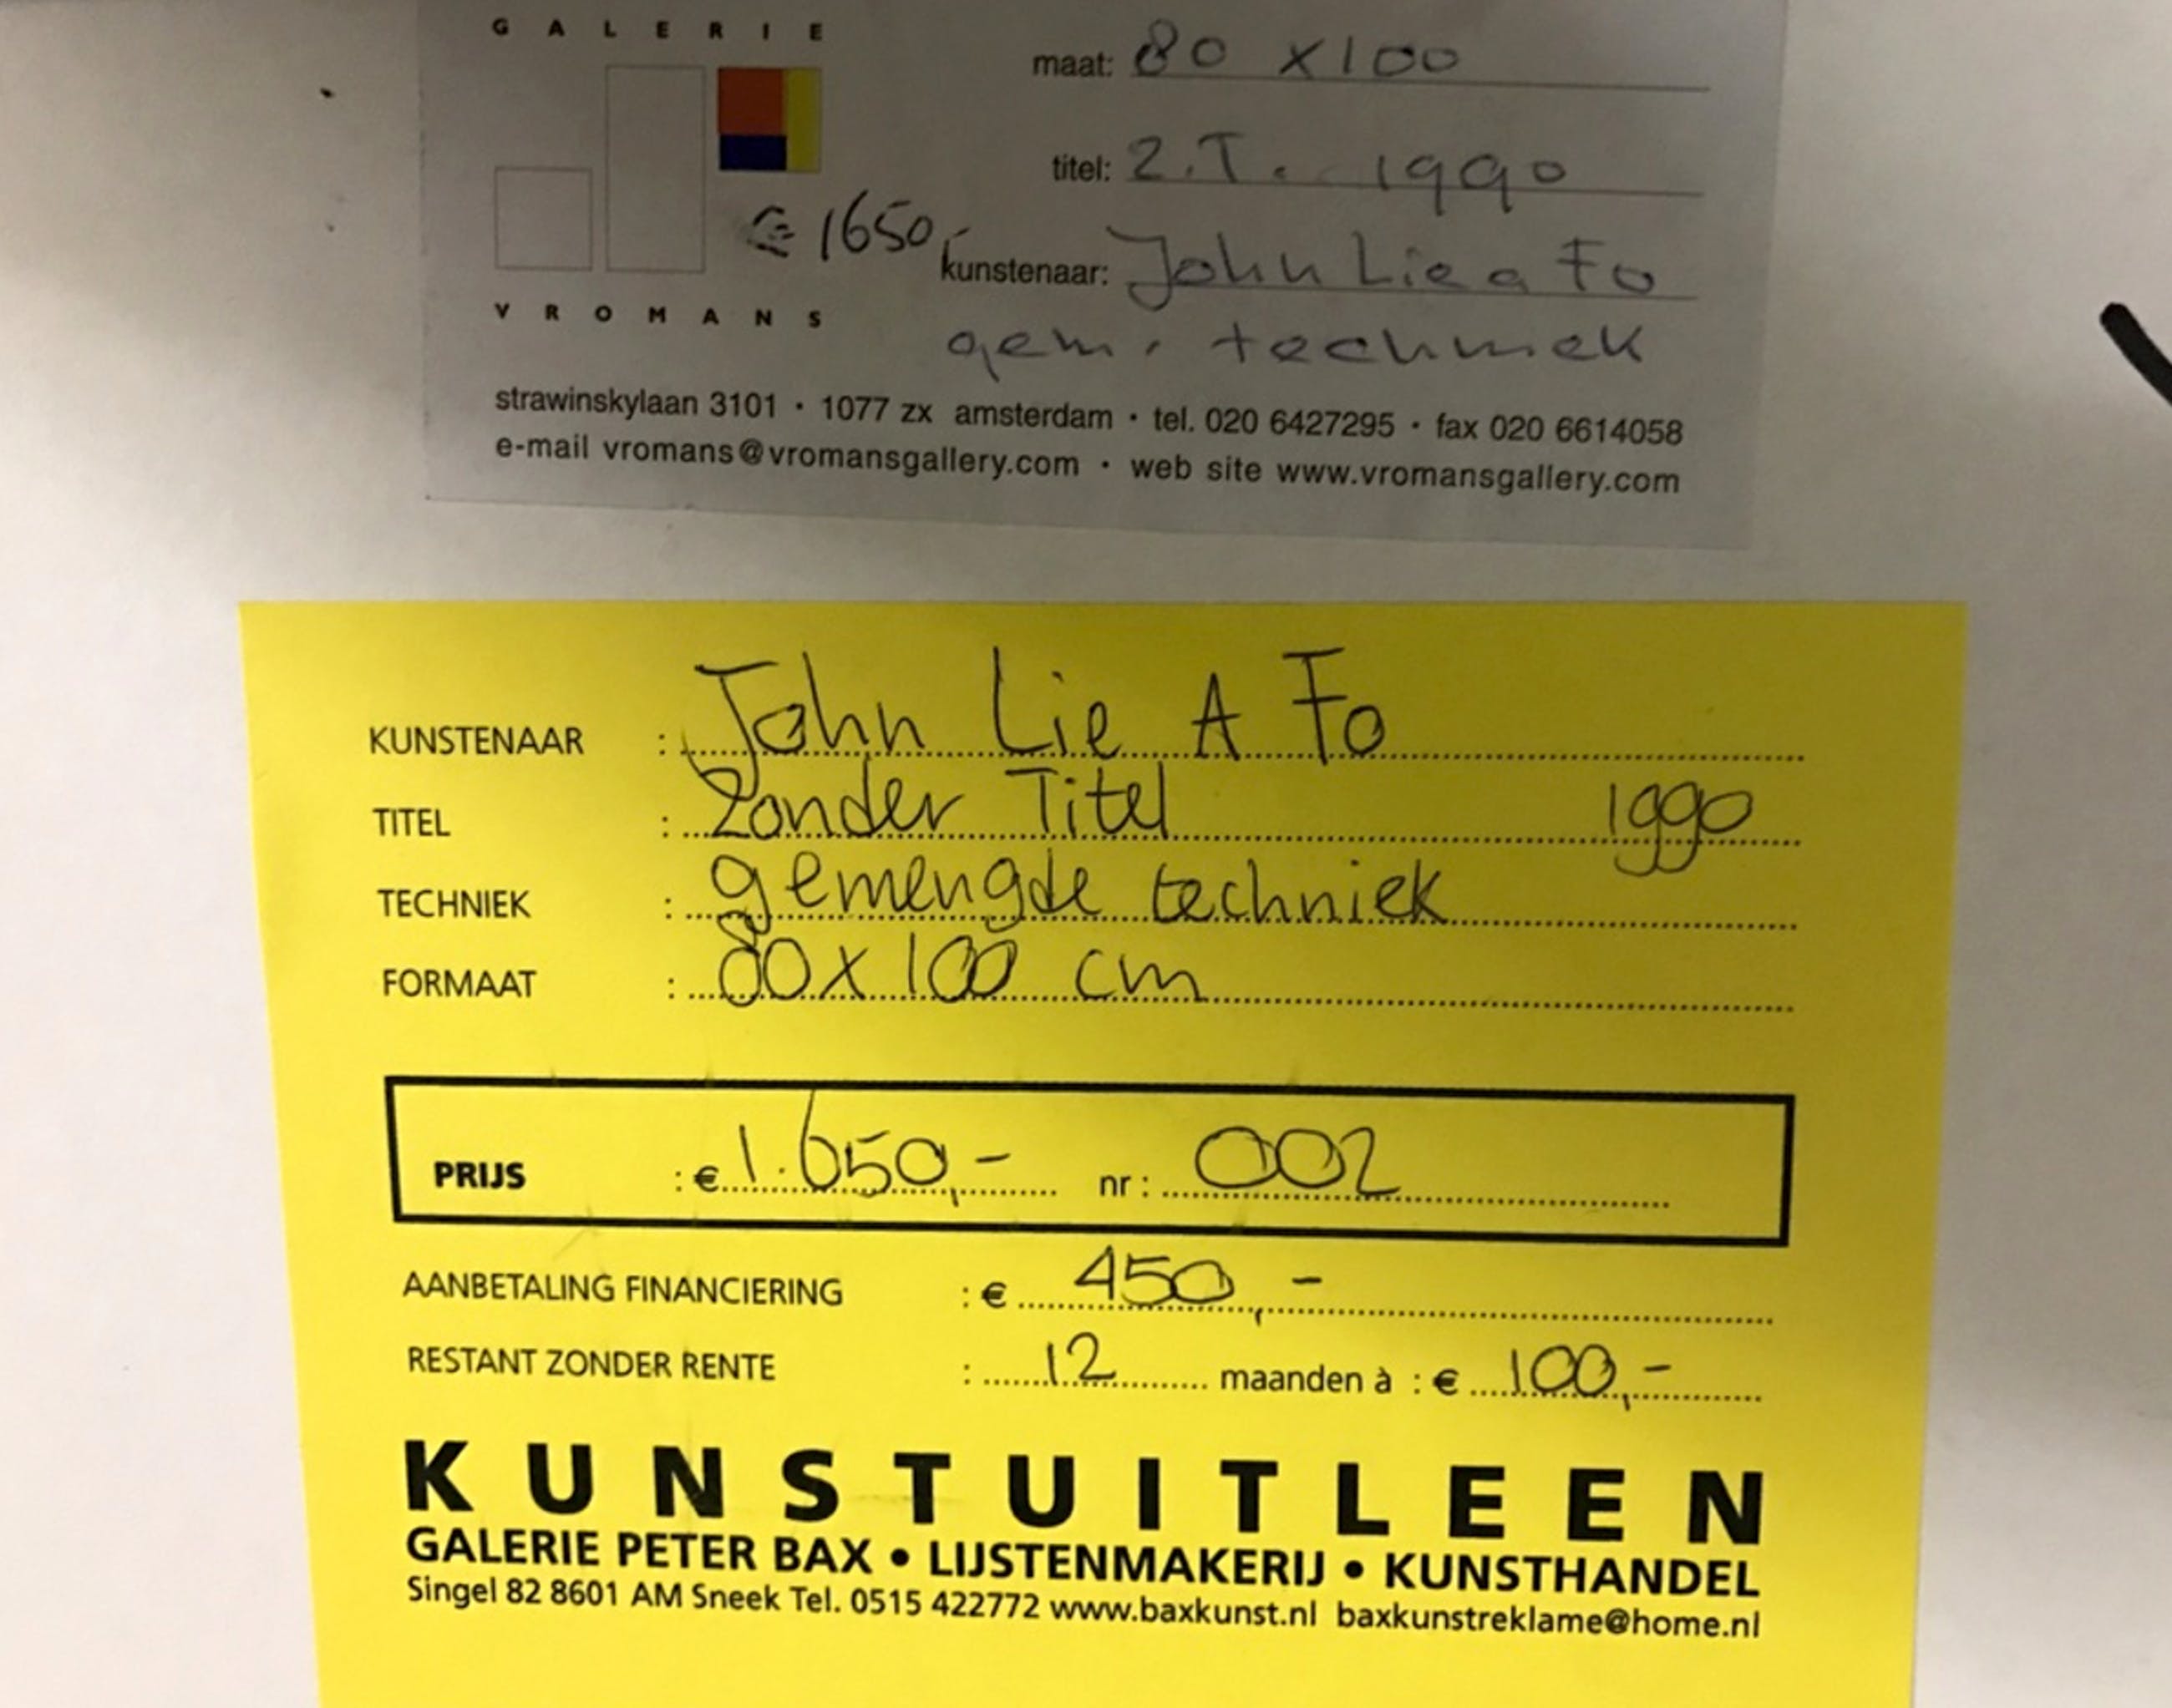 GALERIE
maat: 80 x 100
titel: Z.T. 1990
€ 1650,-
kunstenaar: John Lie a Fo
VROMANS
gem. techniek
strawinskylaan 3101 • 1077 zx amsterdam • tel. 020 6427295 • fax 020 6614058
e-mail vromans@vromansgallery.com • web site www.vromansgallery.com
KUNSTENAAR : John Lie A Fo
TITEL : Zonder Titel 1990
TECHNIEK : gemengde techniek
FORMAAT : 80 x 100 cm
PRIJS : € 1.650,- nr : 002
AANBETALING FINANCIERING : € 450,-
RESTANT ZONDER RENTE : 12 maanden à : € 100,-
KUNSTUITLEEN
GALERIE PETER BAX • LIJSTENMAKERIJ • KUNSTHANDEL
Singel 82 8601 AM Sneek Tel. 0515 422772 www.baxkunst.nl baxkunstreklame@home.nl